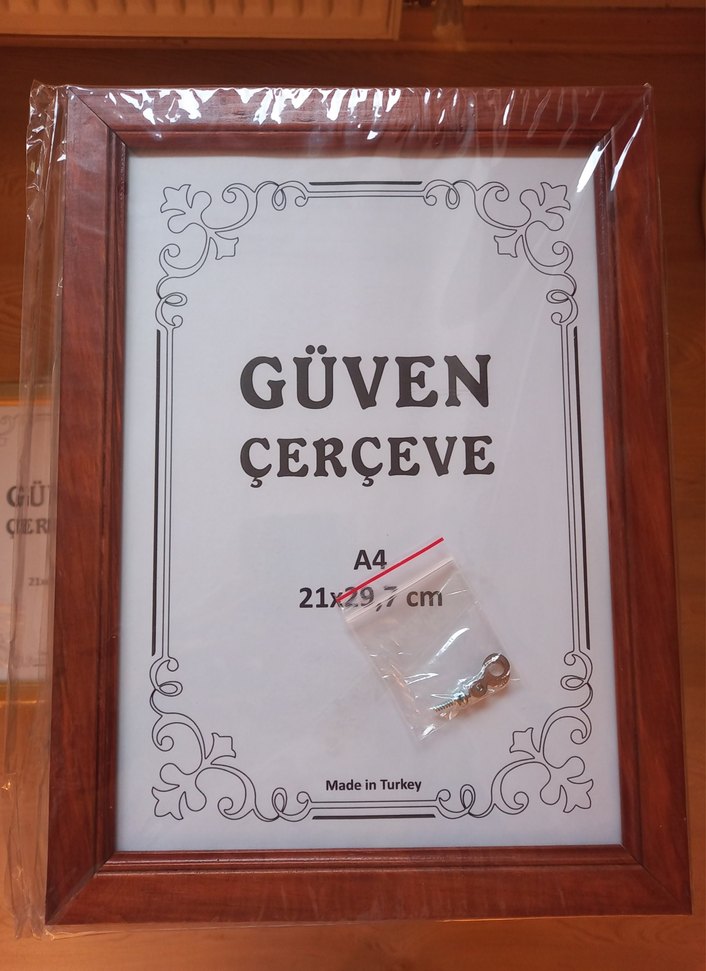 GÜVEN
ÇERÇEVE
A4
21x29,7 cm
Made in Turkey